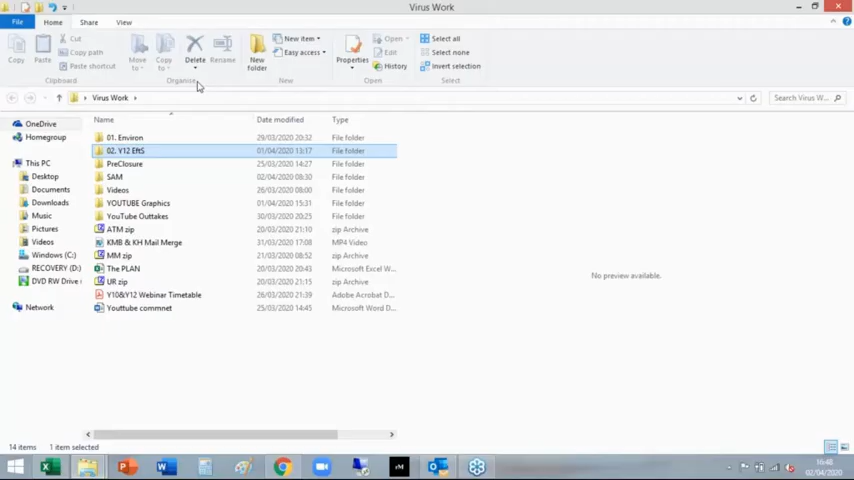 Virus Work
File Home Share View
Copy Paste Cut Copy path Paste shortcut Move to Copy to Delete Rename New folder New item Easy access Properties Open Edit History Select all Select none Invert selection
Clipboard Organise New Open Select
Virus Work Search Virus W...
Name Date modified Type
OneDrive
Homegroup
This PC
Desktop
Documents
Downloads
Music
Pictures
Videos
Windows (C:)
RECOVERY (D:)
DVD RW Drive
Network
01. Environ 29/03/2020 20:32 File folder
02. Y12 EftS 01/04/2020 13:17 File folder
PreClosure 25/03/2020 14:27 File folder
SAM 02/04/2020 08:30 File folder
Videos 26/03/2020 08:00 File folder
YOUTUBE Graphics 01/04/2020 15:31 File folder
YouTube Outtakes 30/03/2020 20:25 File folder
ATM zip 20/03/2020 21:10 zip Archive
KMB & KH Mail Merge 31/03/2020 17:08 MP4 Video
MM zip 21/03/2020 08:52 zip Archive
The PLAN 20/03/2020 20:43 Microsoft Excel W...
UR zip 20/03/2020 21:15 zip Archive
Y10&Y12 Webinar Timetable 26/03/2020 21:39 Adobe Acrobat D...
Youttube commnet 25/03/2020 14:45 Microsoft Word D...
No preview available.
14 items 1 item selected
rM
16:48
02/04/2020